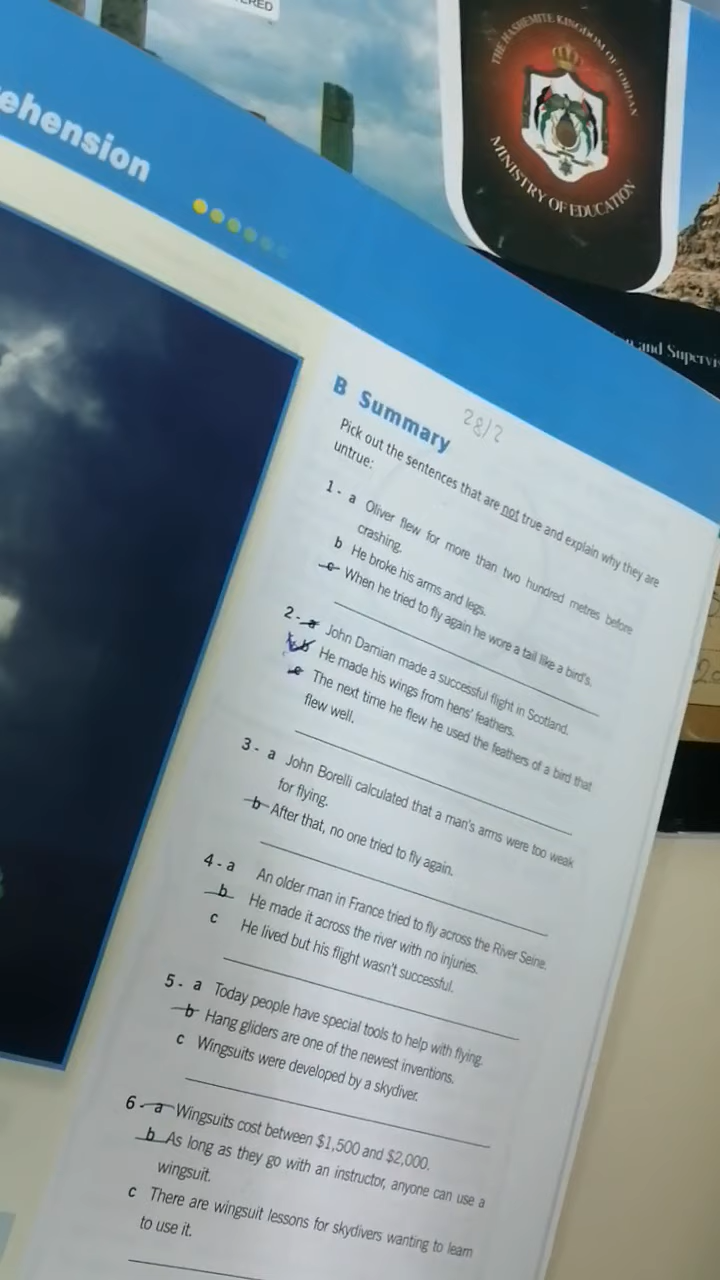 ERED
THE HASHEMITE KINGDOM OF JORDAN
MINISTRY OF EDUCATION
and Supervis
ehension
B Summary
28/2
Pick out the sentences that are not true and explain why they are
untrue:
1 - a Oliver flew for more than two hundred metres before
crashing.
b He broke his arms and legs.
c When he tried to fly again he wore a tail like a bird's.
2 - a John Damian made a successful flight in Scotland.
b He made his wings from hens' feathers.
c The next time he flew he used the feathers of a bird that
flew well.
3 - a John Borelli calculated that a man's arms were too weak
for flying.
b After that, no one tried to fly again.
4 - a An older man in France tried to fly across the River Seine.
b He made it across the river with no injuries.
c He lived but his flight wasn't successful.
5 - a Today people have special tools to help with flying.
b Hang gliders are one of the newest inventions.
c Wingsuits were developed by a skydiver.
6 - a Wingsuits cost between $1,500 and $2,000.
b As long as they go with an instructor, anyone can use a
wingsuit.
c There are wingsuit lessons for skydivers wanting to learn
to use it.